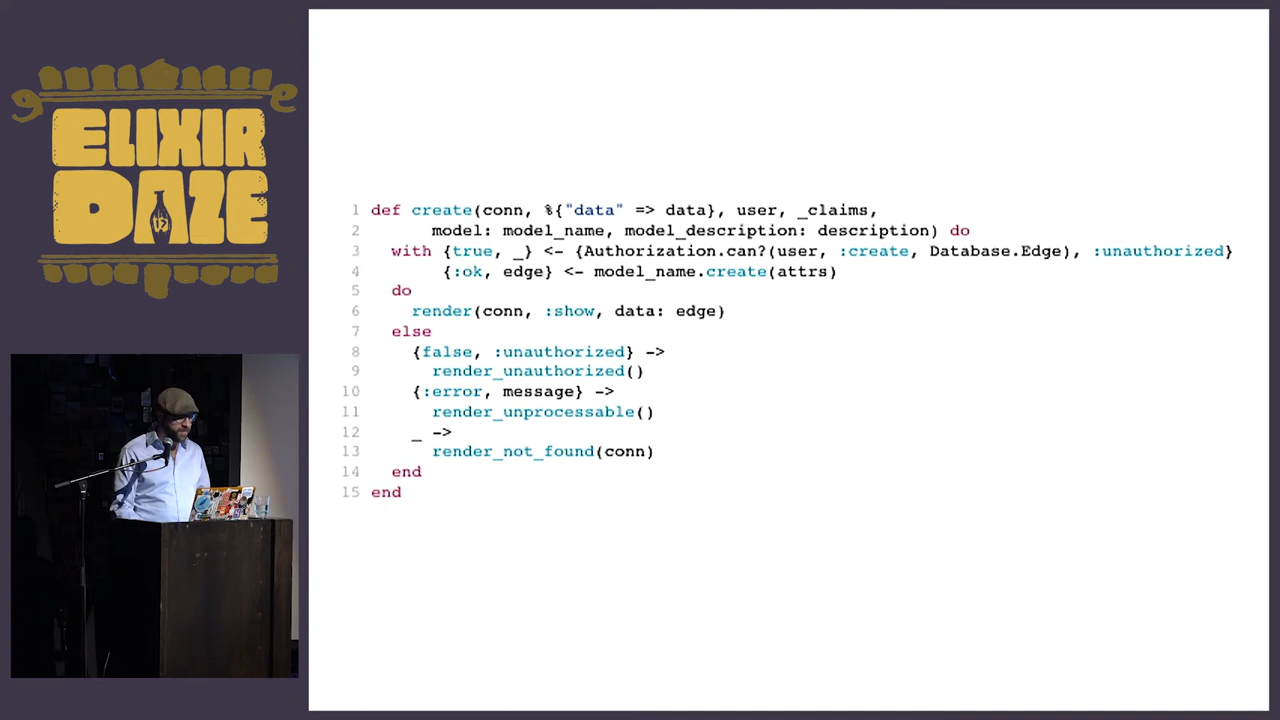 ELIXIR
DAZE
1 def create(conn, %{"data" => data}, user, _claims,
2 model: model_name, model_description: description) do
3 with {true, _} <- {Authorization.can?(user, :create, Database.Edge), :unauthorized}
4 {:ok, edge} <- model_name.create(attrs)
5 do
6 render(conn, :show, data: edge)
7 else
8 {false, :unauthorized} ->
9 render_unauthorized()
10 {:error, message} ->
11 render_unprocessable()
12 _ ->
13 render_not_found(conn)
14 end
15 end